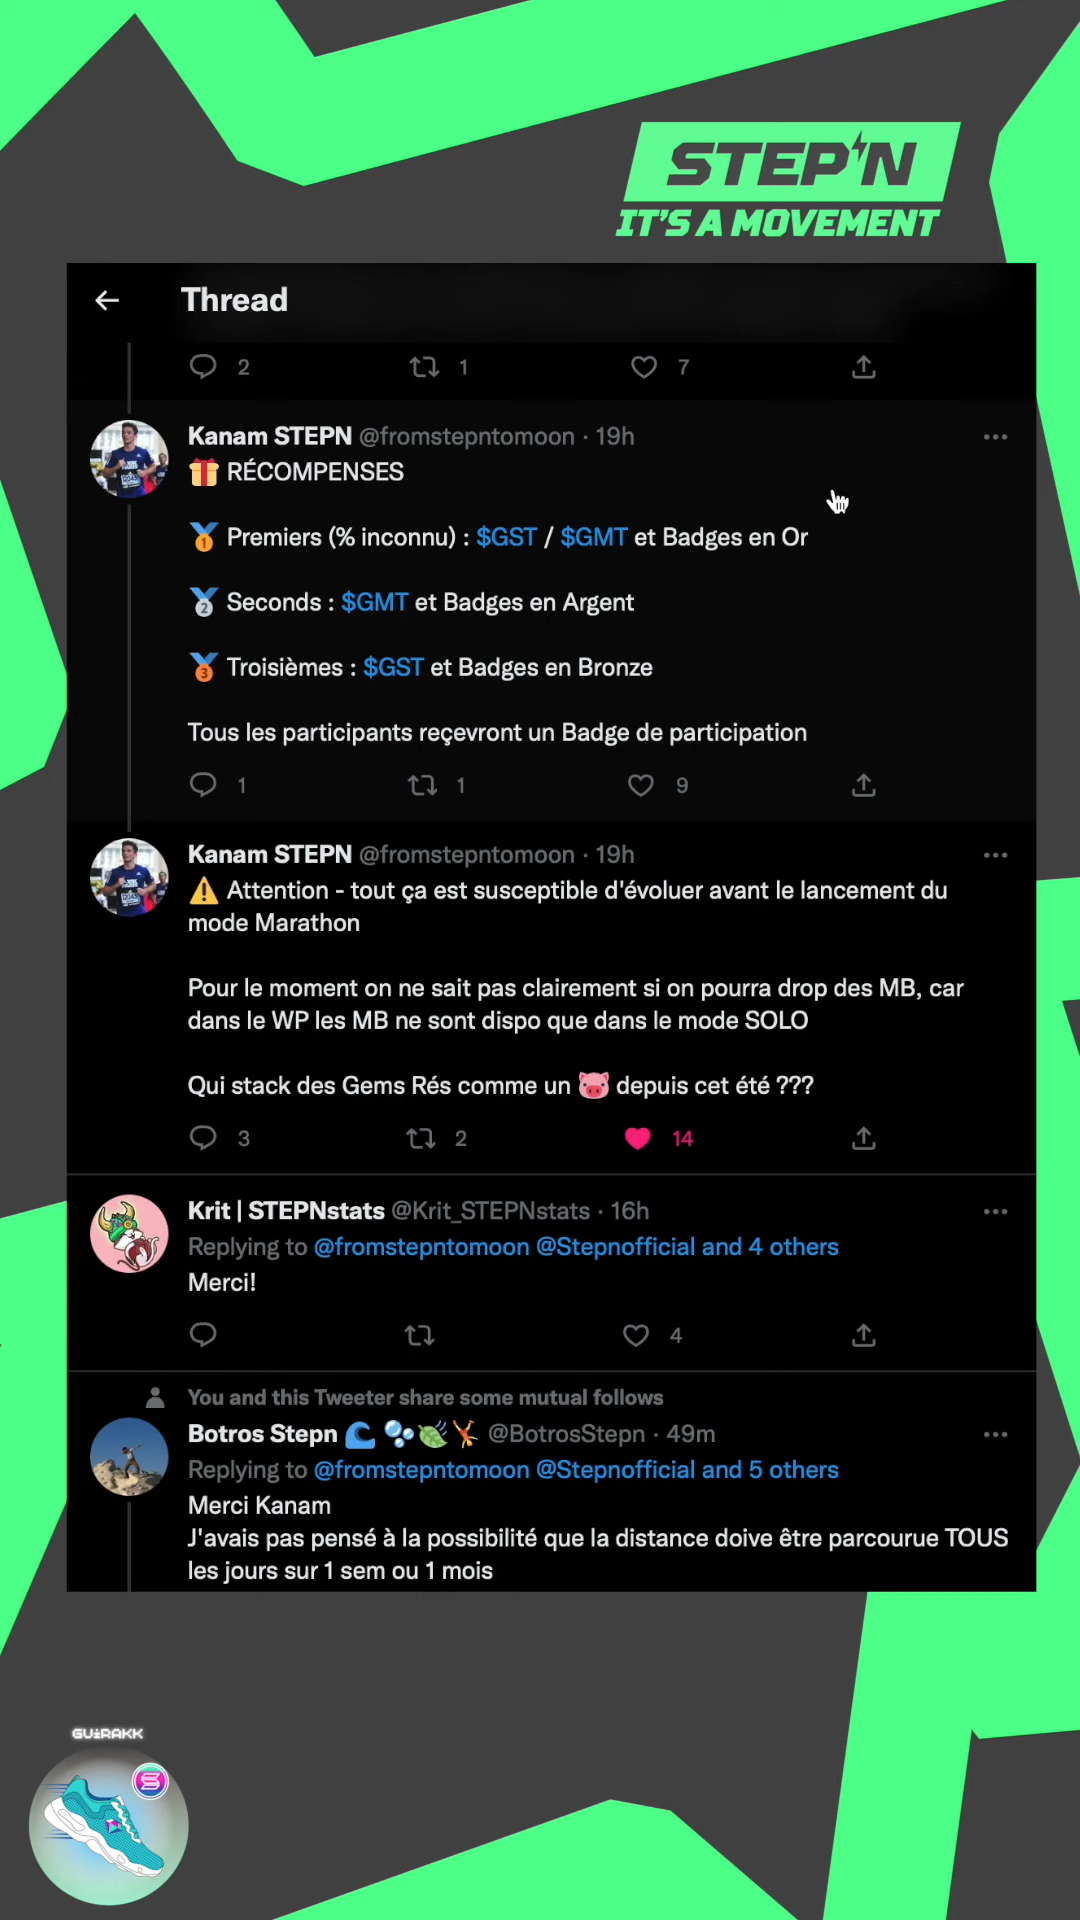 STEP'N
IT'S A MOVEMENT
Thread
2 1 7
Kanam STEPN @fromstepntomoon · 19h
🎁 RÉCOMPENSES
🥇 Premiers (% inconnu) : $GST / $GMT et Badges en Or
🥈 Seconds : $GMT et Badges en Argent
🥉 Troisièmes : $GST et Badges en Bronze
Tous les participants reçevront un Badge de participation
1 1 9
Kanam STEPN @fromstepntomoon · 19h
⚠️ Attention - tout ça est susceptible d'évoluer avant le lancement du
mode Marathon
Pour le moment on ne sait pas clairement si on pourra drop des MB, car
dans le WP les MB ne sont dispo que dans le mode SOLO
Qui stack des Gems Rés comme un 🐷 depuis cet été ???
3 2 14
Krit | STEPNstats @Krit_STEPNstats · 16h
Replying to @fromstepntomoon @Stepnofficial and 4 others
Merci!
4
You and this Tweeter share some mutual follows
Botros Stepn 🌊 🫧🍃🤸 @BotrosStepn · 49m
Replying to @fromstepntomoon @Stepnofficial and 5 others
Merci Kanam
J'avais pas pensé à la possibilité que la distance doive être parcourue TOUS
les jours sur 1 sem ou 1 mois
GUiRAKK